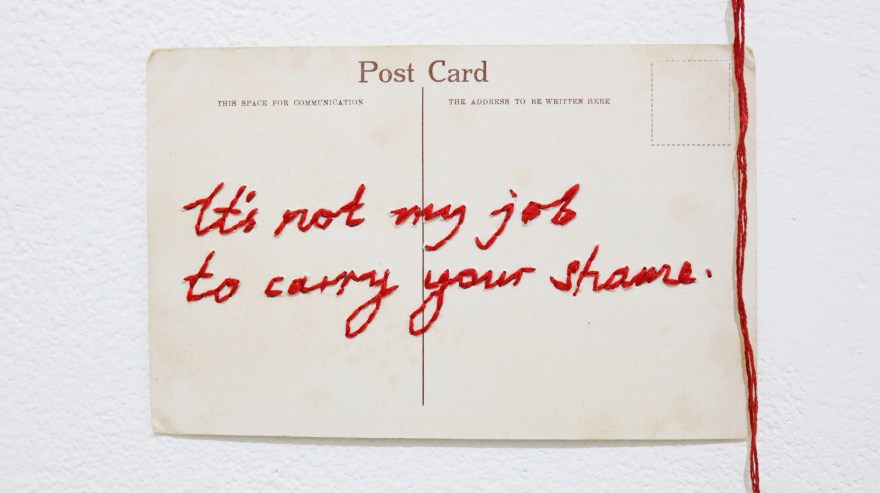 Post Card
THIS SPACE FOR COMMUNICATION
THE ADDRESS TO BE WRITTEN HERE
It's not my job
to carry your shame.